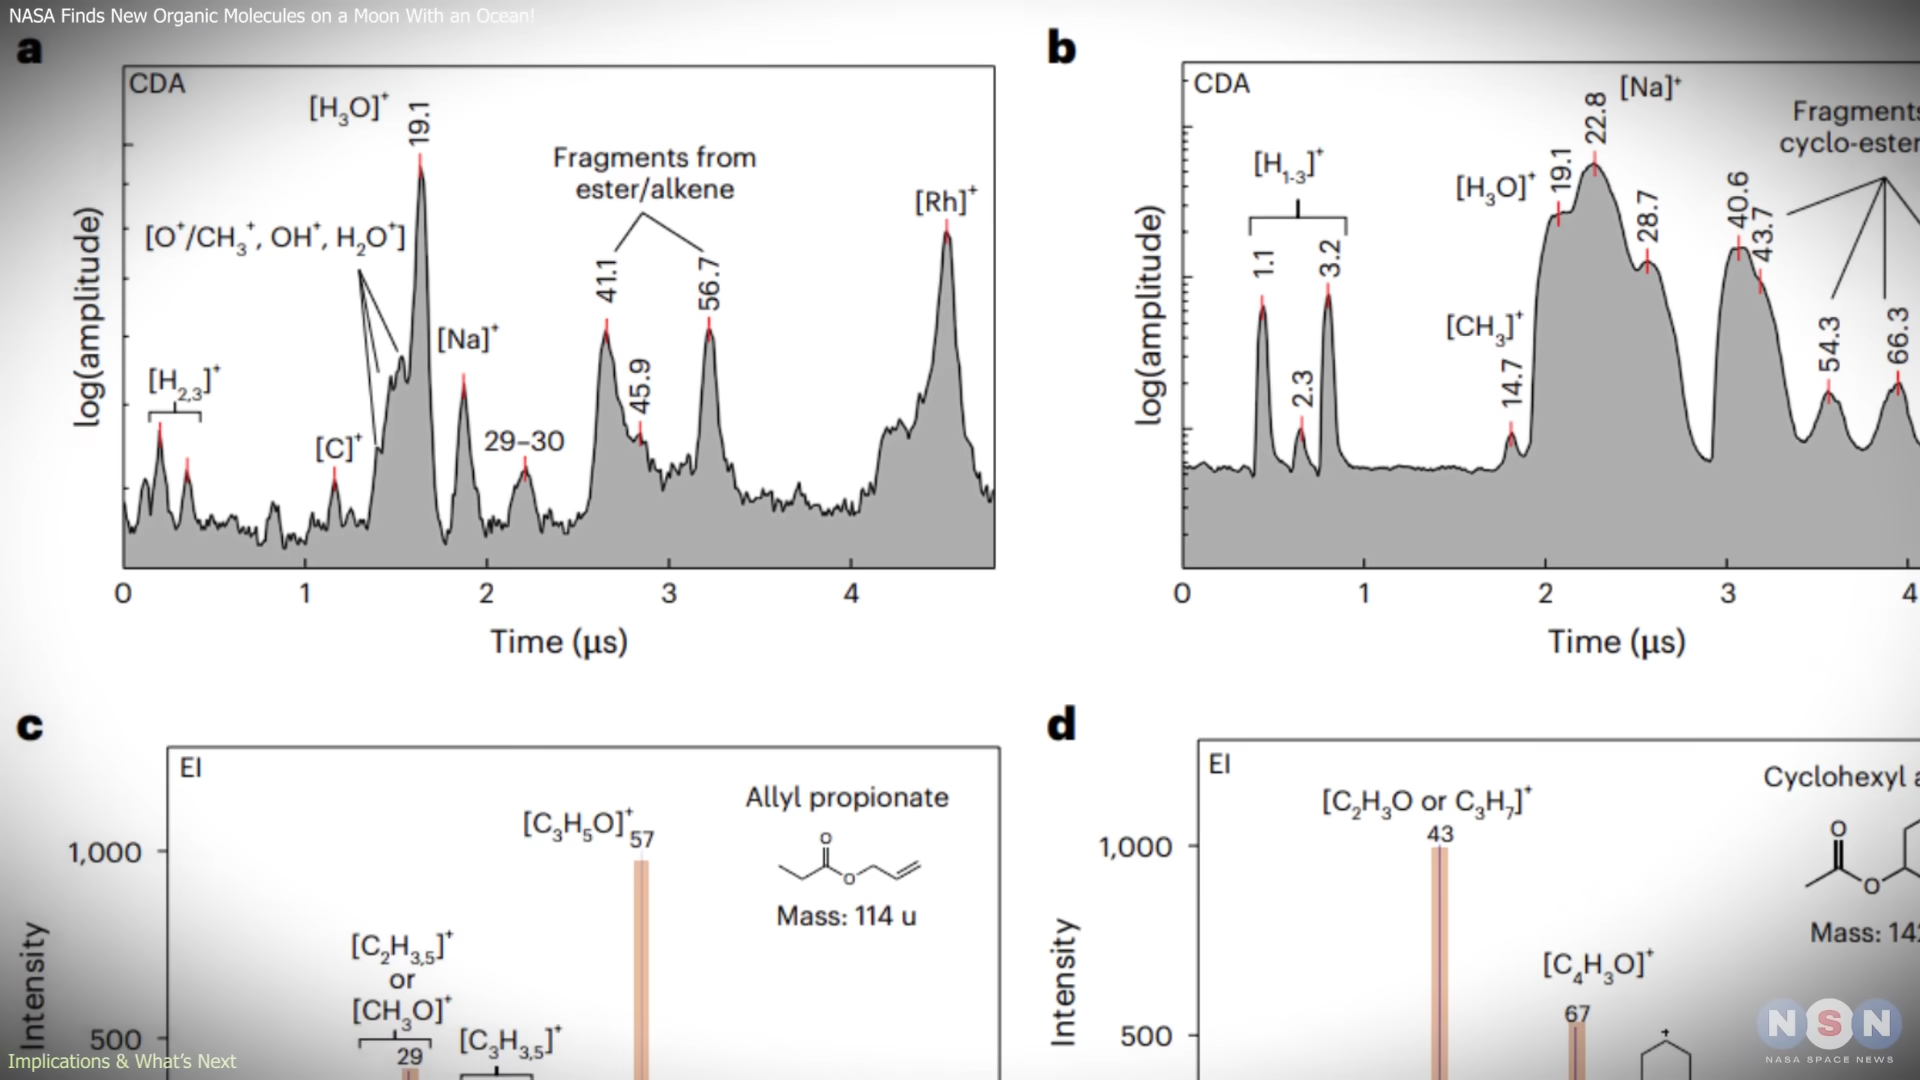 NASA Finds New Organic Molecules on a Moon With an Ocean!
a
CDA
[H₃O]⁺
19.1
Fragments from
ester/alkene
[Rh]⁺
[O⁺/CH₃⁺, OH⁺, H₂O⁺]
41.1
56.7
[Na]⁺
45.9
[H₂,₃]⁺
[C]⁺
29–30
log(amplitude)
0 1 2 3 4
Time (μs)
b
CDA
[Na]⁺
22.8
Fragments
cyclo-ester
[H₁₋₃]⁺
[H₃O]⁺
19.1
28.7
40.6
43.7
1.1
3.2
2.3
[CH₃]⁺
14.7
54.3
66.3
log(amplitude)
0 1 2 3 4
Time (μs)
c
EI
Allyl propionate
[C₃H₅O]⁺
57
O
O
Mass: 114 u
1,000
[C₂H₃,₅]⁺
or
[CH₃O]⁺
29
[C₃H₃,₅]⁺
500
Intensity
d
EI
Cyclohexyl a
[C₂H₃O or C₃H₇]⁺
43
O
O
Mass: 142
1,000
[C₄H₃O]⁺
67
+
500
Intensity
Implications & What's Next
NSN
NASA SPACE NEWS